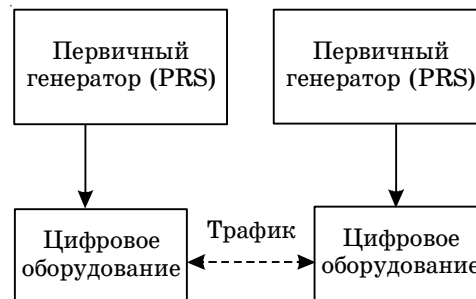 Первичный
генератор (PRS)
Первичный
генератор (PRS)
Цифровое
оборудование
Трафик
Цифровое
оборудование